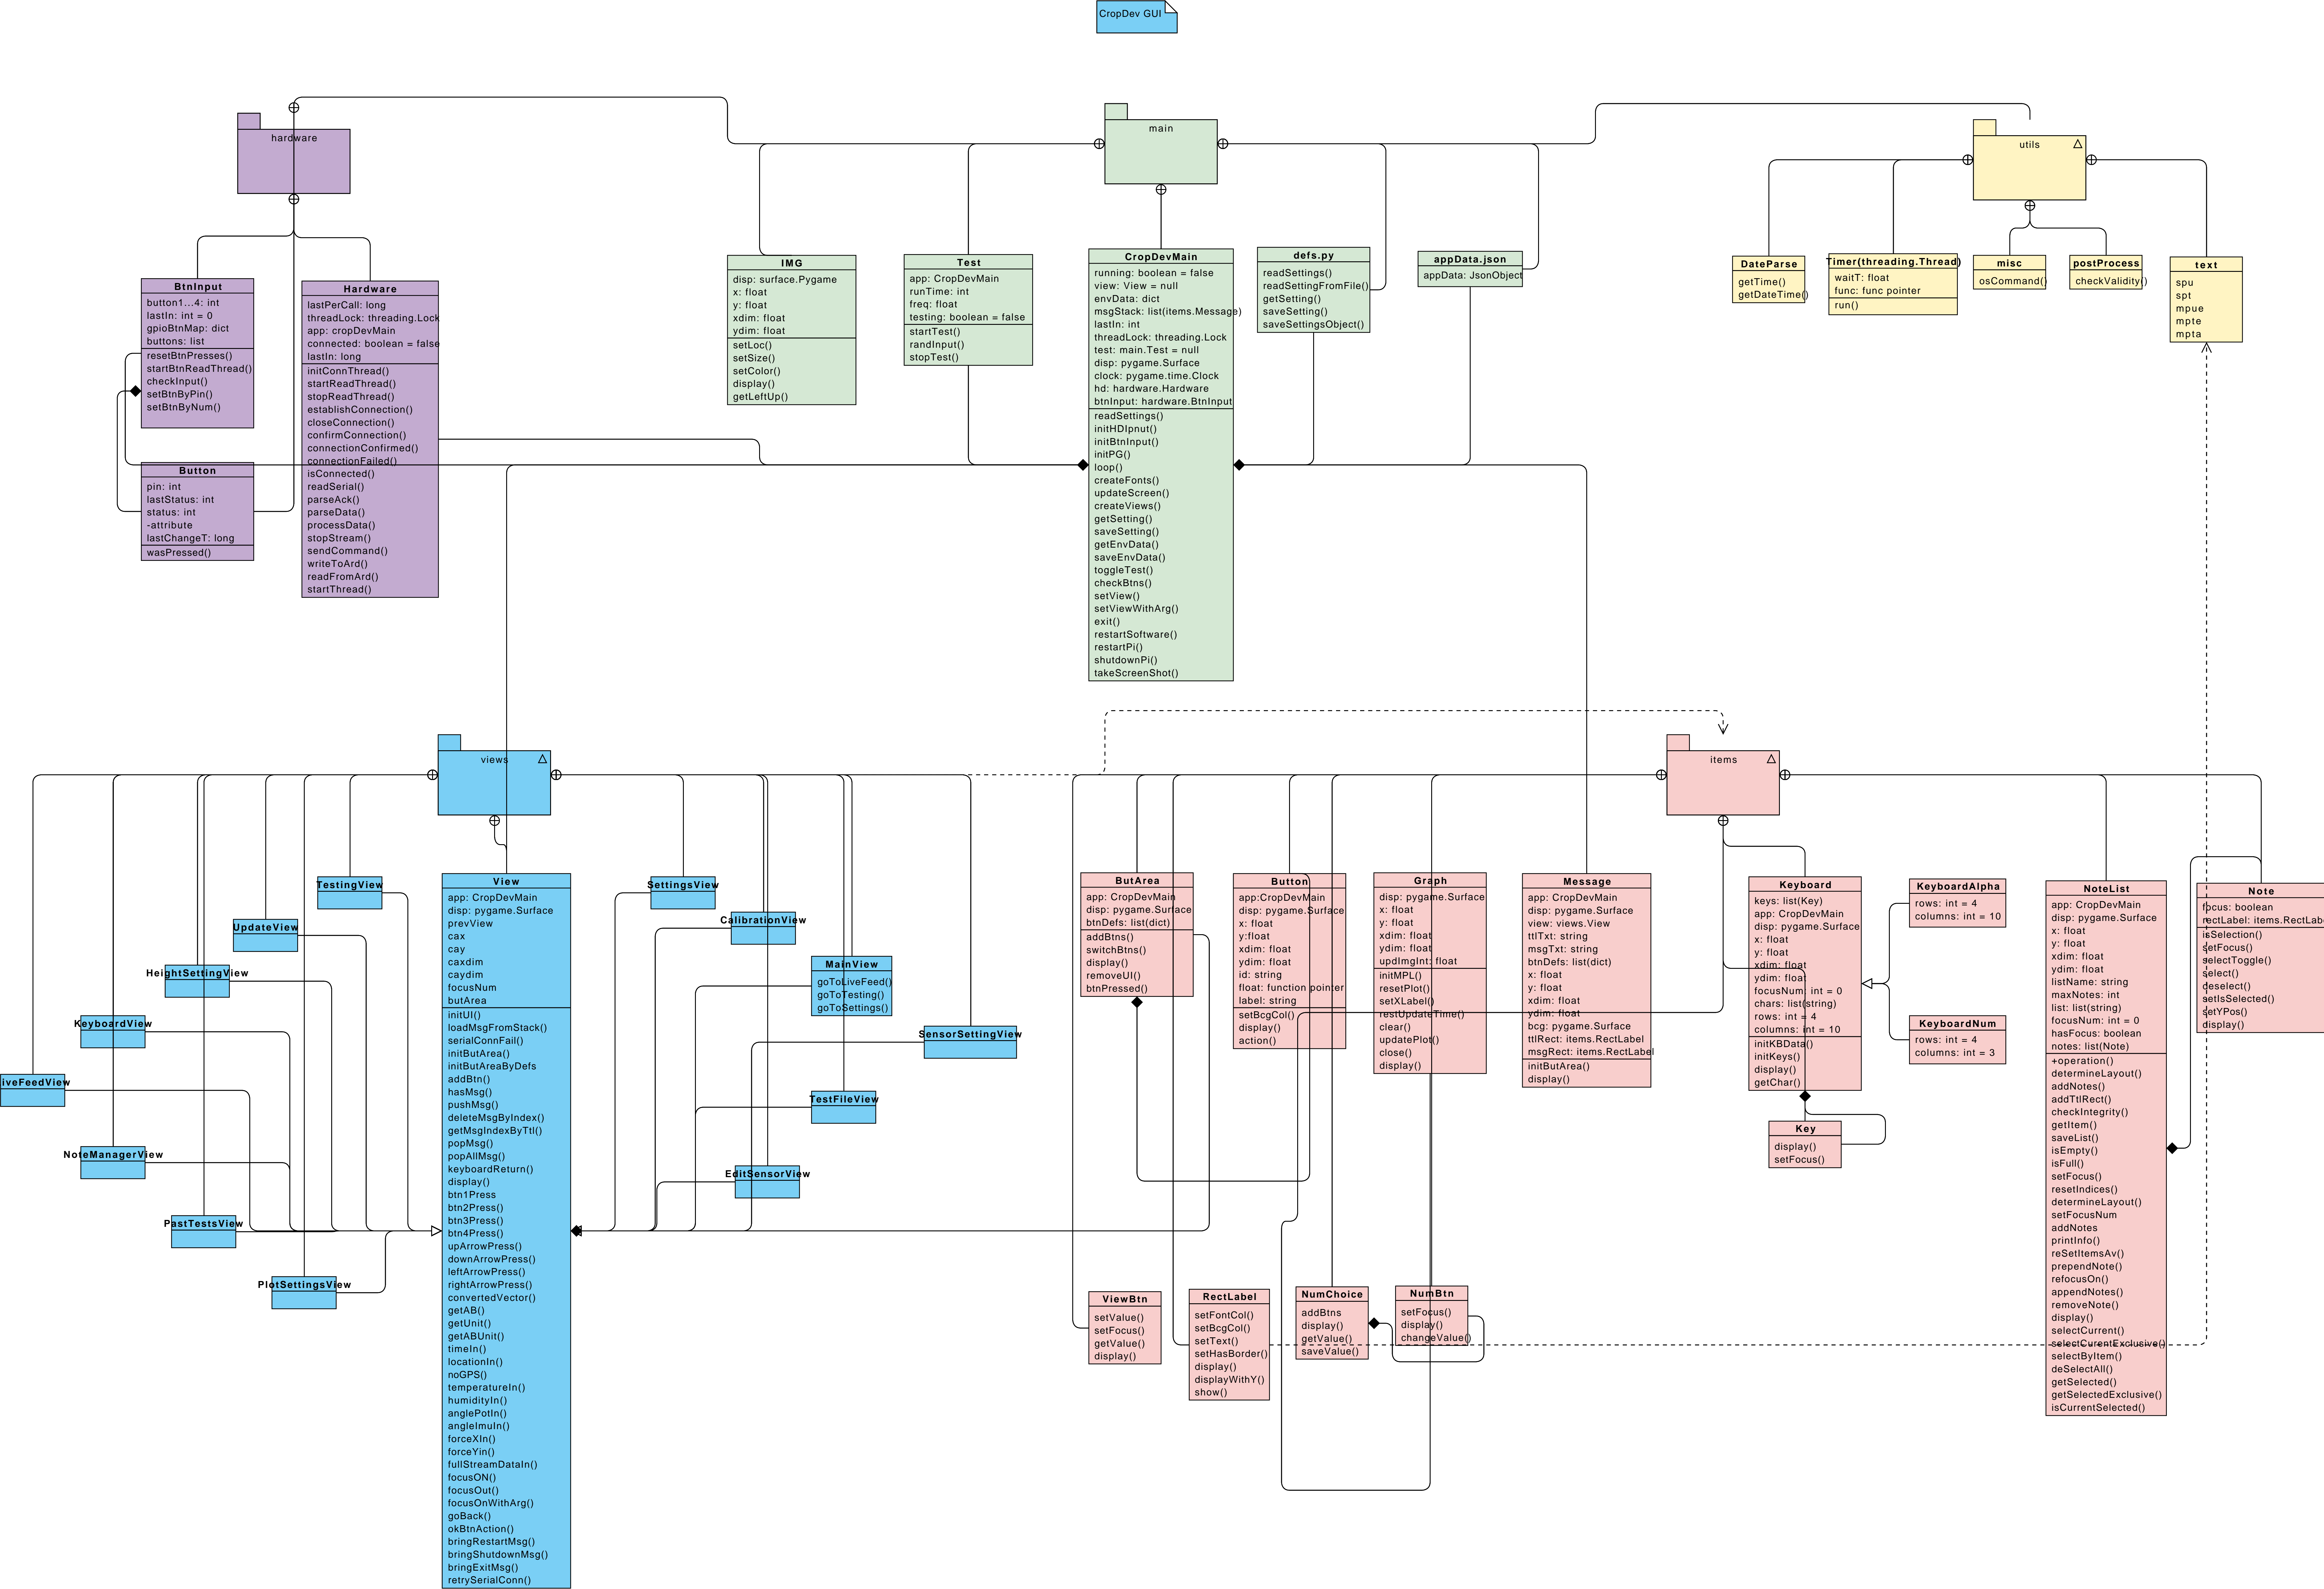 CropDev GUI
hardware
main
utils
BtnInput
button1...4: int
lastIn: int = 0
gpioBtnMap: dict
buttons: list
resetBtnPresses()
startBtnReadThread()
checkInput()
setBtnByPin()
setBtnByNum()
Hardware
lastPerCall: long
threadLock: threading.Lock
app: cropDevMain
connected: boolean = false
lastIn: long
initConnThread()
startReadThread()
stopReadThread()
establishConnection()
closeConnection()
confirmConnection()
connectionConfirmed()
connectionFailed()
isConnected()
readSerial()
parseAck()
parseData()
processData()
stopStream()
sendCommand()
writeToArd()
readFromArd()
startThread()
Button
pin: int
lastStatus: int
status: int
-attribute
lastChangeT: long
wasPressed()
IMG
disp: surface.Pygame
x: float
y: float
xdim: float
ydim: float
setLoc()
setSize()
setColor()
display()
getLeftUp()
Test
app: CropDevMain
runTime: int
freq: float
testing: boolean = false
startTest()
randInput()
stopTest()
CropDevMain
running: boolean = false
view: View = null
envData: dict
msgStack: list(items.Message)
lastIn: int
threadLock: threading.Lock
test: main.Test = null
disp: pygame.Surface
clock: pygame.time.Clock
hd: hardware.Hardware
btnInput: hardware.BtnInput
readSettings()
initHDIpnut()
initBtnInput()
initPG()
loop()
createFonts()
updateScreen()
createViews()
getSetting()
saveSetting()
getEnvData()
saveEnvData()
toggleTest()
checkBtns()
setView()
setViewWithArg()
exit()
restartSoftware()
restartPi()
shutdownPi()
takeScreenShot()
defs.py
readSettings()
readSettingFromFile()
getSetting()
saveSetting()
saveSettingsObject()
appData.json
appData: JsonObject
DateParse
getTime()
getDateTime()
Timer(threading.Thread)
waitT: float
func: func pointer
run()
misc
osCommand()
postProcess
checkValidity()
text
spu
spt
mpue
mpte
mpta
views
items
TestingView
UpdateView
HeightSettingView
KeyboardView
iveFeedView
NoteManagerView
PastTestsView
PlotSettingsView
View
app: CropDevMain
disp: pygame.Surface
prevView
cax
cay
caxdim
caydim
focusNum
butArea
initUI()
loadMsgFromStack()
serialConnFail()
initButArea()
initButAreaByDefs
addBtn()
hasMsg()
pushMsg()
deleteMsgByIndex()
getMsgIndexByTtl()
popMsg()
popAllMsg()
keyboardReturn()
display()
btn1Press
btn2Press()
btn3Press()
btn4Press()
upArrowPress()
downArrowPress()
leftArrowPress()
rightArrowPress()
convertedVector()
getAB()
getUnit()
getABUnit()
timeIn()
locationIn()
noGPS()
temperatureIn()
humidityIn()
anglePotIn()
angleImuIn()
forceXIn()
forceYin()
fullStreamDataIn()
focusON()
focusOut()
focusOnWithArg()
goBack()
okBtnAction()
bringRestartMsg()
bringShutdownMsg()
bringExitMsg()
retrySerialConn()
SettingsView
CalibrationView
MainView
goToLiveFeed()
goToTesting()
goToSettings()
SensorSettingView
TestFileView
EditSensorView
ButArea
app: CropDevMain
disp: pygame.Surface
btnDefs: list(dict)
addBtns()
switchBtns()
display()
removeUI()
btnPressed()
Button
app:CropDevMain
disp: pygame.Surface
x: float
y:float
xdim: float
ydim: float
id: string
float: function pointer
label: string
setBcgCol()
display()
action()
Graph
disp: pygame.Surface
x: float
y: float
xdim: float
ydim: float
updImgInt: float
initMPL()
resetPlot()
setXLabel()
restUpdateTime()
clear()
updatePlot()
close()
display()
Message
app: CropDevMain
disp: pygame.Surface
view: views.View
ttlTxt: string
msgTxt: string
btnDefs: list(dict)
x: float
y: float
xdim: float
ydim: float
bcg: pygame.Surface
ttlRect: items.RectLabel
msgRect: items.RectLabel
initButArea()
display()
Keyboard
keys: list(Key)
app: CropDevMain
disp: pygame.Surface
x: float
y: float
xdim: float
ydim: float
focusNum: int = 0
chars: list(string)
rows: int = 4
columns: int = 10
initKBData()
initKeys()
display()
getChar()
KeyboardAlpha
rows: int = 4
columns: int = 10
KeyboardNum
rows: int = 4
columns: int = 3
Key
display()
setFocus()
NoteList
app: CropDevMain
disp: pygame.Surface
x: float
y: float
xdim: float
ydim: float
listName: string
maxNotes: int
list: list(string)
focusNum: int = 0
hasFocus: boolean
notes: list(Note)
+operation()
determineLayout()
addNotes()
addTtlRect()
checkIntegrity()
getItem()
saveList()
isEmpty()
isFull()
setFocus()
resetIndices()
determineLayout()
setFocusNum
addNotes
printInfo()
reSetItemsAv()
prependNote()
refocusOn()
appendNotes()
removeNote()
display()
selectCurrent()
selectCurentExclusive()
selectByItem()
deSelectAll()
getSelected()
getSelectedExclusive()
isCurrentSelected()
Note
focus: boolean
rectLabel: items.RectLabe
isSelection()
setFocus()
selectToggle()
select()
deselect()
setIsSelected()
setYPos()
display()
ViewBtn
setValue()
setFocus()
getValue()
display()
RectLabel
setFontCol()
setBcgCol()
setText()
setHasBorder()
display()
displayWithY()
show()
NumChoice
addBtns
display()
getValue()
saveValue()
NumBtn
setFocus()
display()
changeValue()